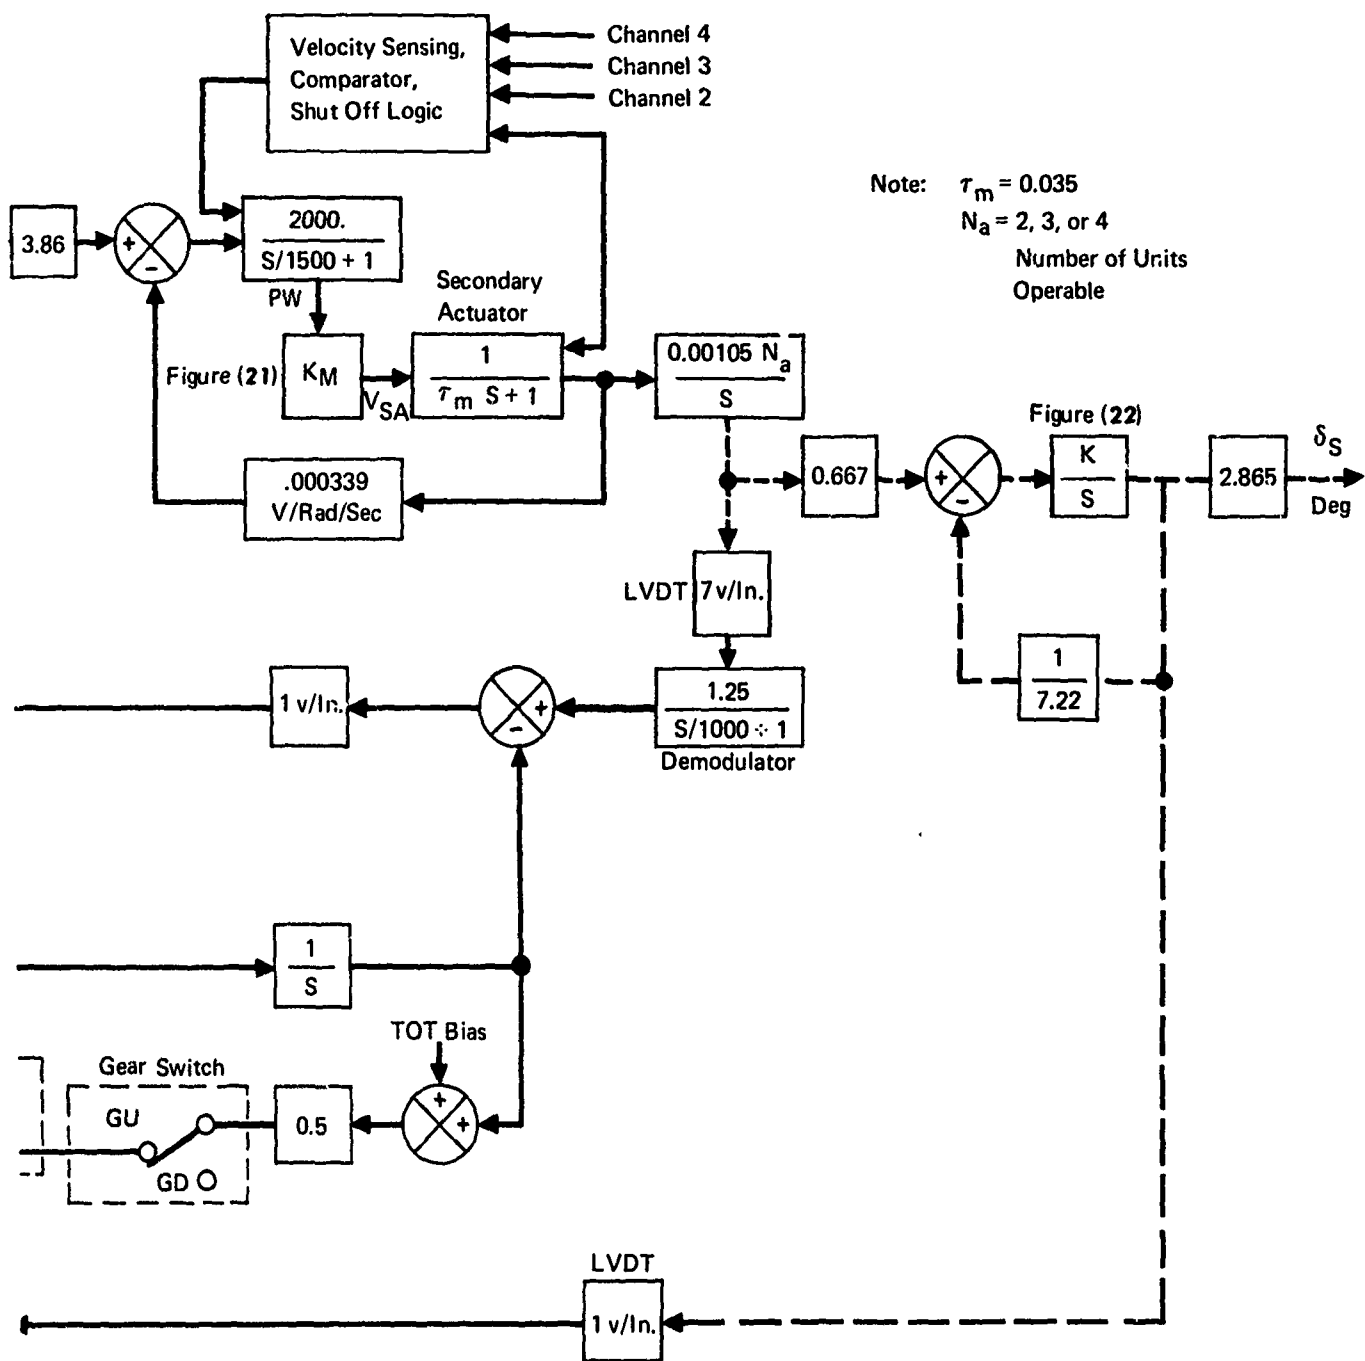 Velocity Sensing,
Comparator,
Shut Off Logic
Channel 4
Channel 3
Channel 2
Note: τm = 0.035
Na = 2, 3, or 4
Number of Units
Operable
3.86
+
-
2000.
S/1500 + 1
PW
Secondary
Actuator
Figure (21)
KM
VSA
1
τm S + 1
0.00105 Na
S
.000339
V/Rad/Sec
0.667
+
-
Figure (22)
K
S
2.865
δS
Deg
LVDT
7v/In.
1
7.22
1 v/In.
+
-
1.25
S/1000 ÷ 1
Demodulator
1
S
TOT Bias
+
+
Gear Switch
GU
GD
0.5
LVDT
1 v/In.